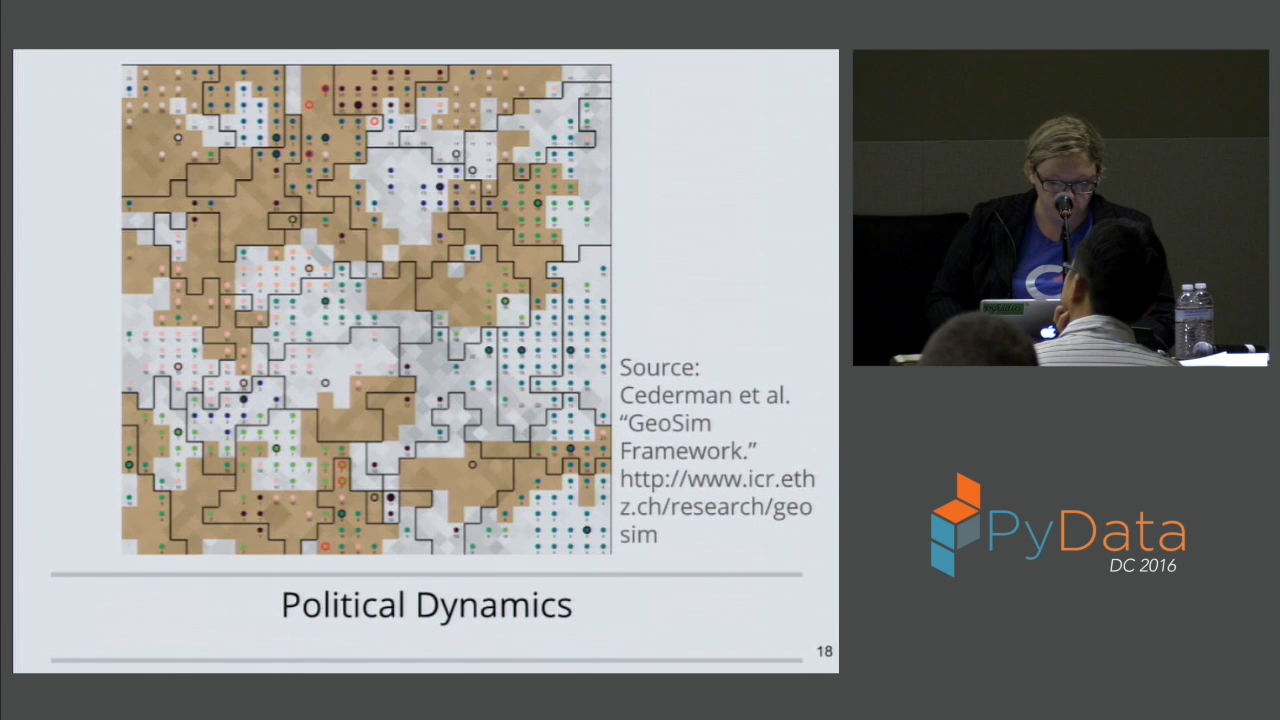 Source:
Cederman et al.
“GeoSim
Framework.”
http://www.icr.eth
z.ch/research/geo
sim
Political Dynamics
18
PyData
DC 2016